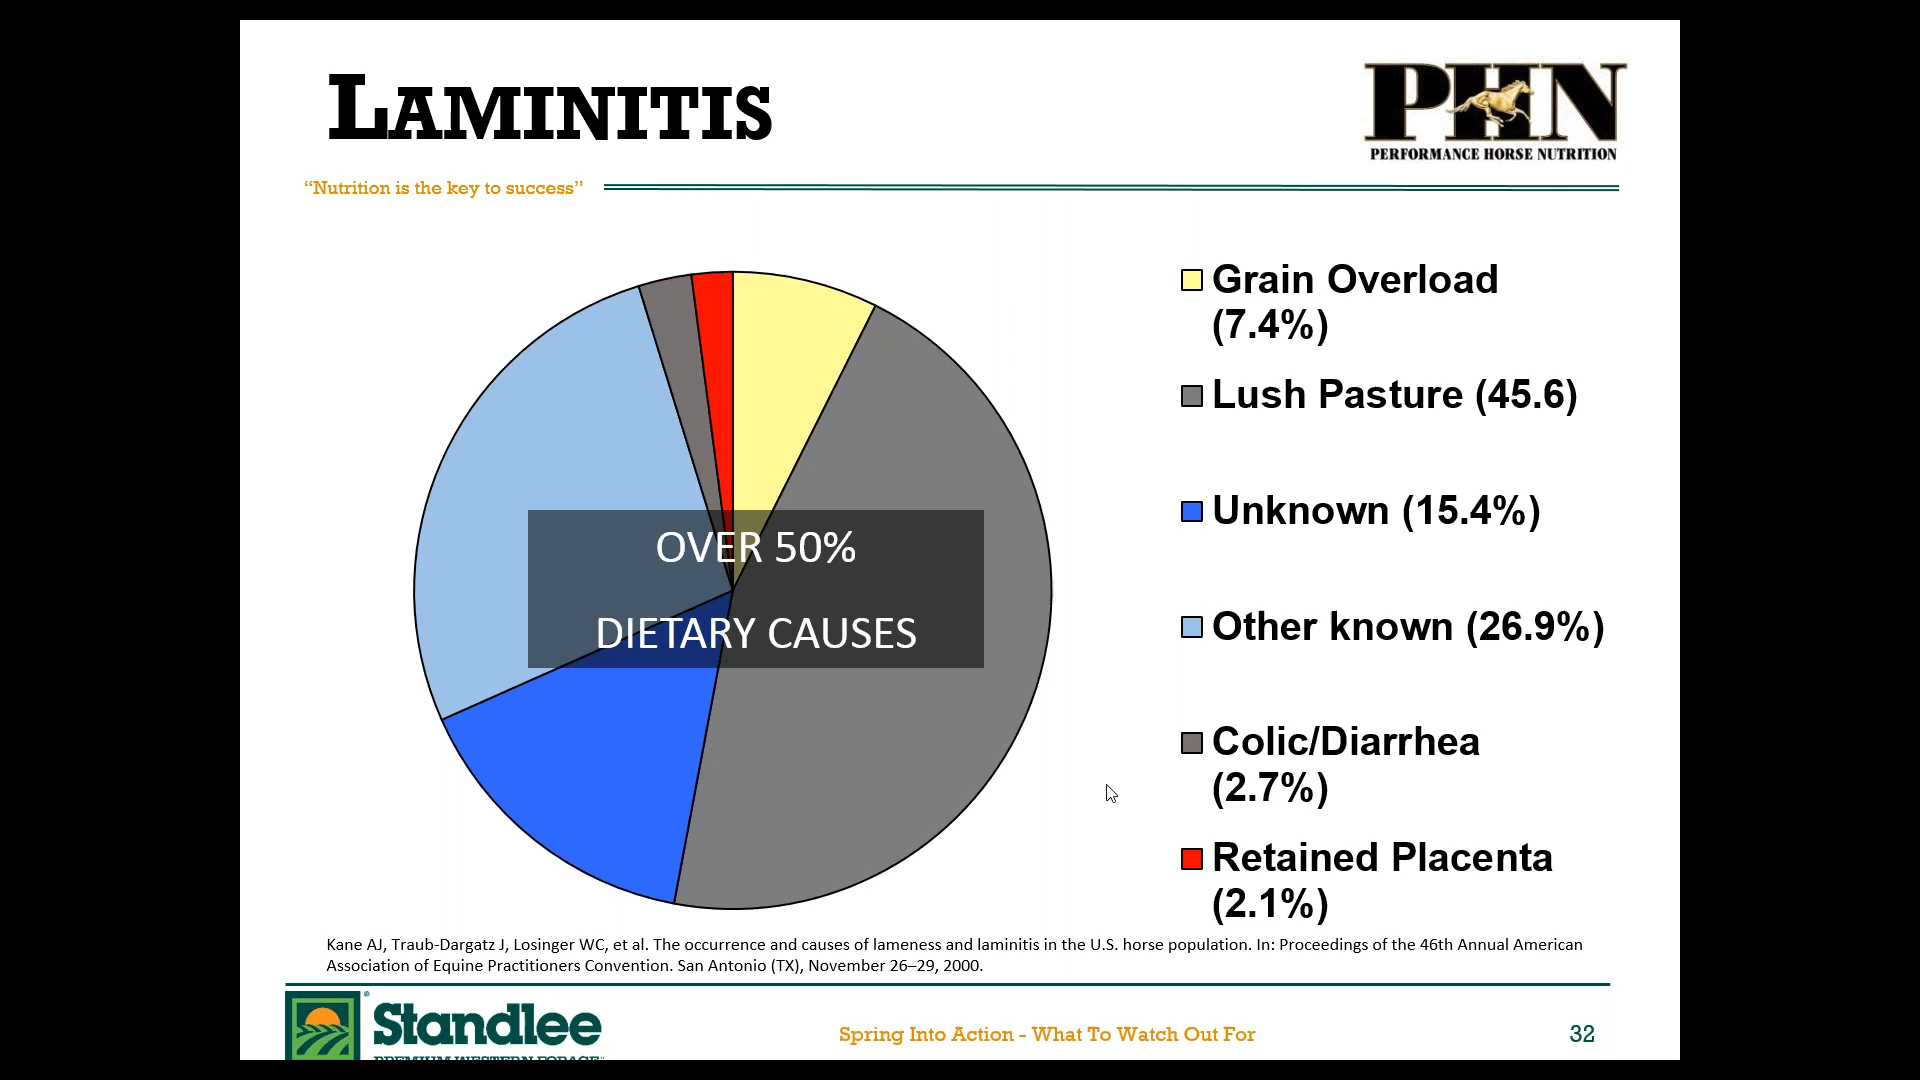 LAMINITIS
PHN
PERFORMANCE HORSE NUTRITION
“Nutrition is the key to success”
Grain Overload
(7.4%)
Lush Pasture (45.6)
Unknown (15.4%)
Other known (26.9%)
Colic/Diarrhea
(2.7%)
Retained Placenta
(2.1%)
OVER 50%
DIETARY CAUSES
Kane AJ, Traub-Dargatz J, Losinger WC, et al. The occurrence and causes of lameness and laminitis in the U.S. horse population. In: Proceedings of the 46th Annual American
Association of Equine Practitioners Convention. San Antonio (TX), November 26–29, 2000.
Standlee®
PREMIUM WESTERN FORAGE
Spring Into Action - What To Watch Out For
32